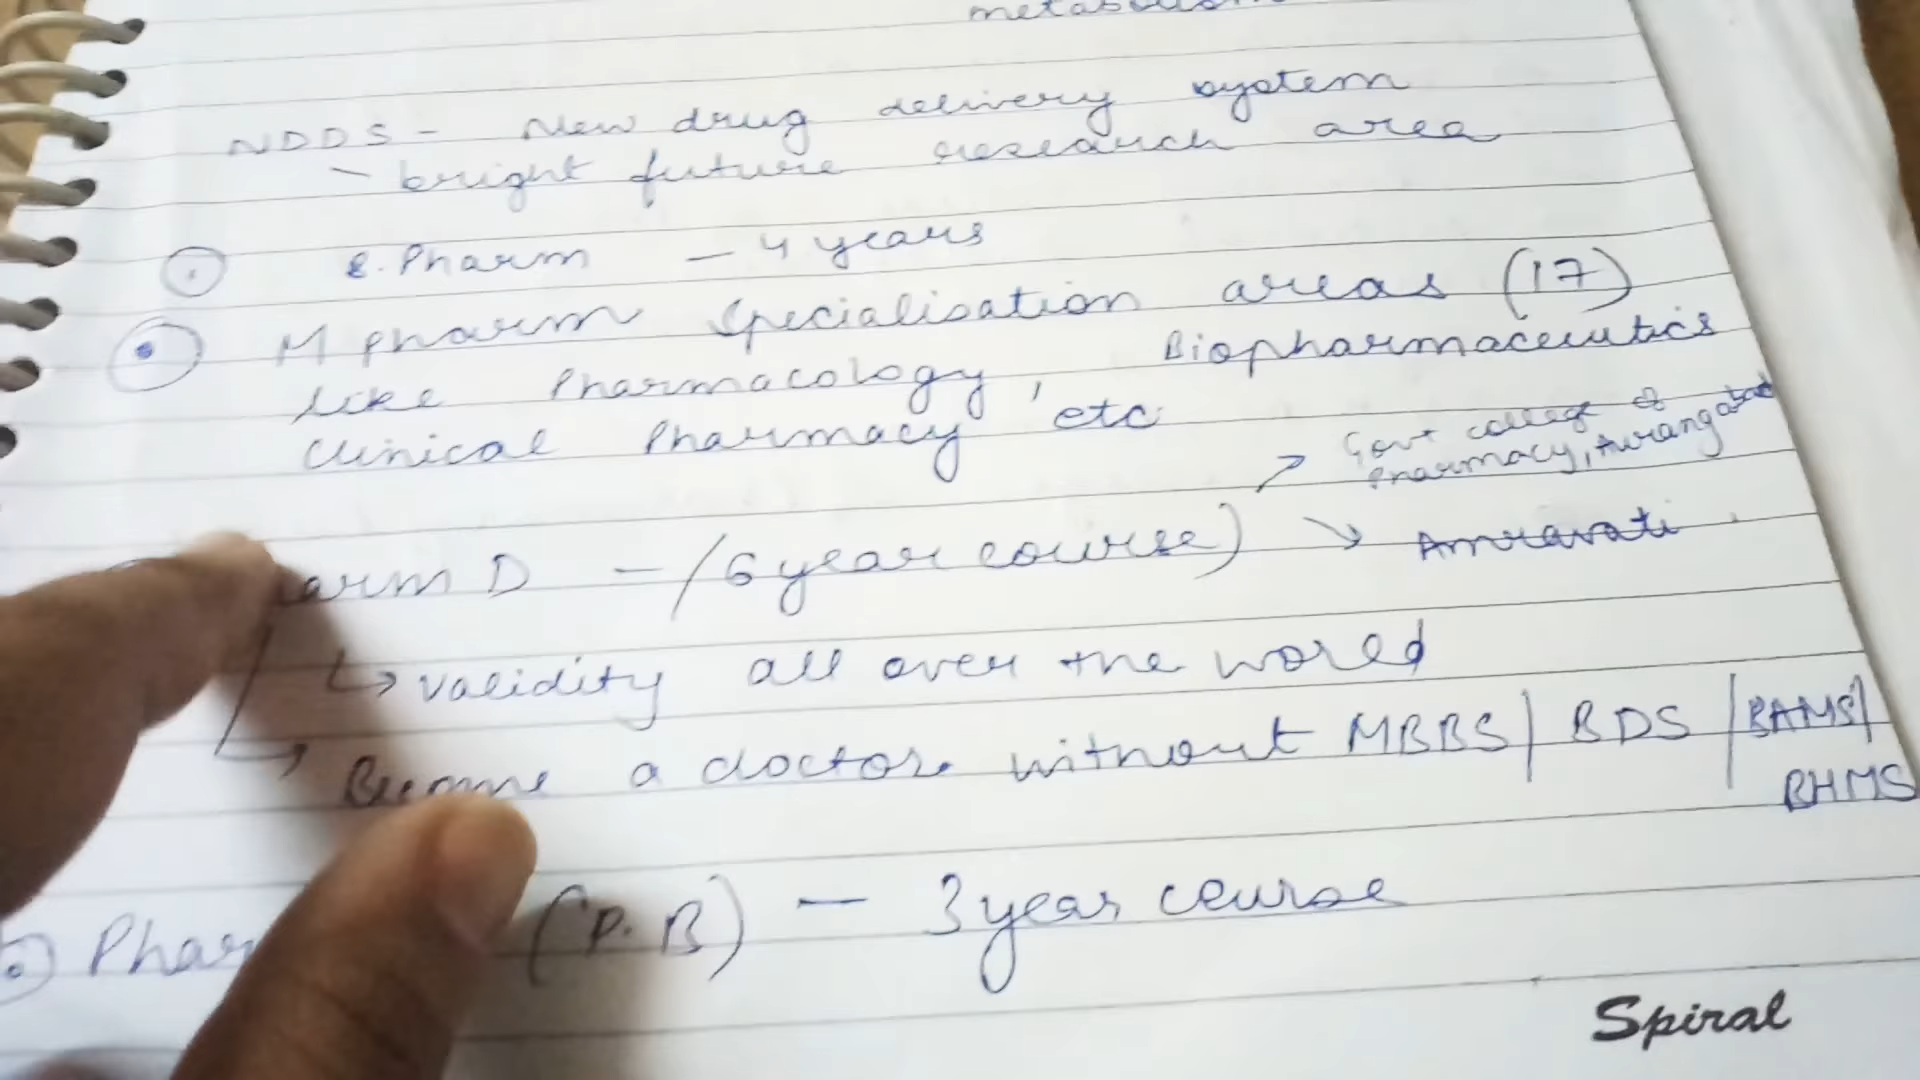 NDDS - New drug delivery system
- bright future research area
B. Pharm - 4 years
M pharm specialisation areas (17)
like Pharmacology, Biopharmaceutics
Clinical Pharmacy etc
Govt college of
Pharmacy, Aurangabad
arm D - (6 year course)
Amravati
validity all over the world
Become a doctor without MBBS / BDS / BAMS /
BHMS
Phar (P.B) - 3 year course
Spiral